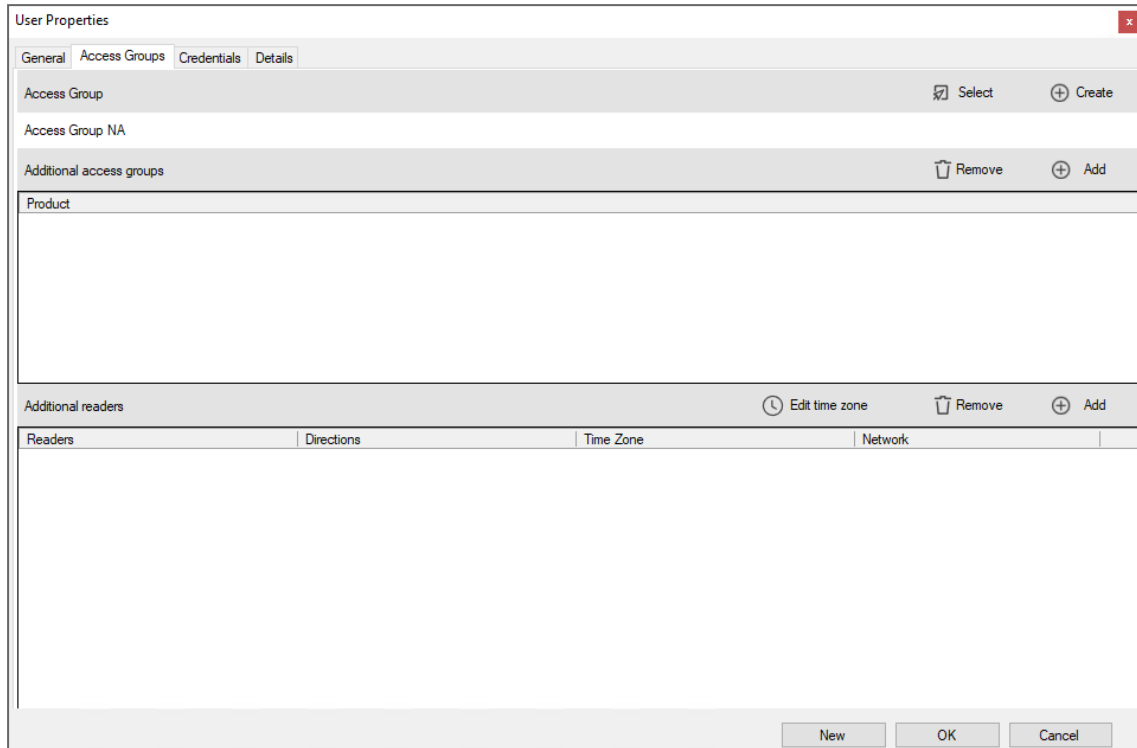 User Properties
x
General Access Groups Credentials Details
Access Group Select Create
Access Group NA
Additional access groups Remove Add
Product
Additional readers Edit time zone Remove Add
Readers Directions Time Zone Network
New OK Cancel